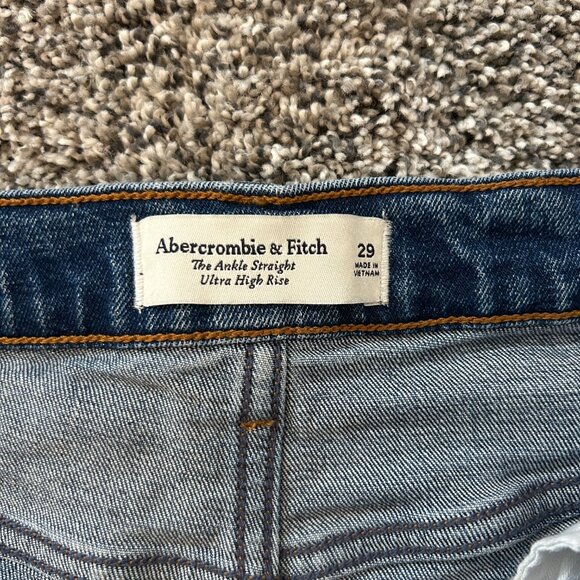 Abercrombie & Fitch
The Ankle Straight
Ultra High Rise
29
MADE IN
VIETNAM